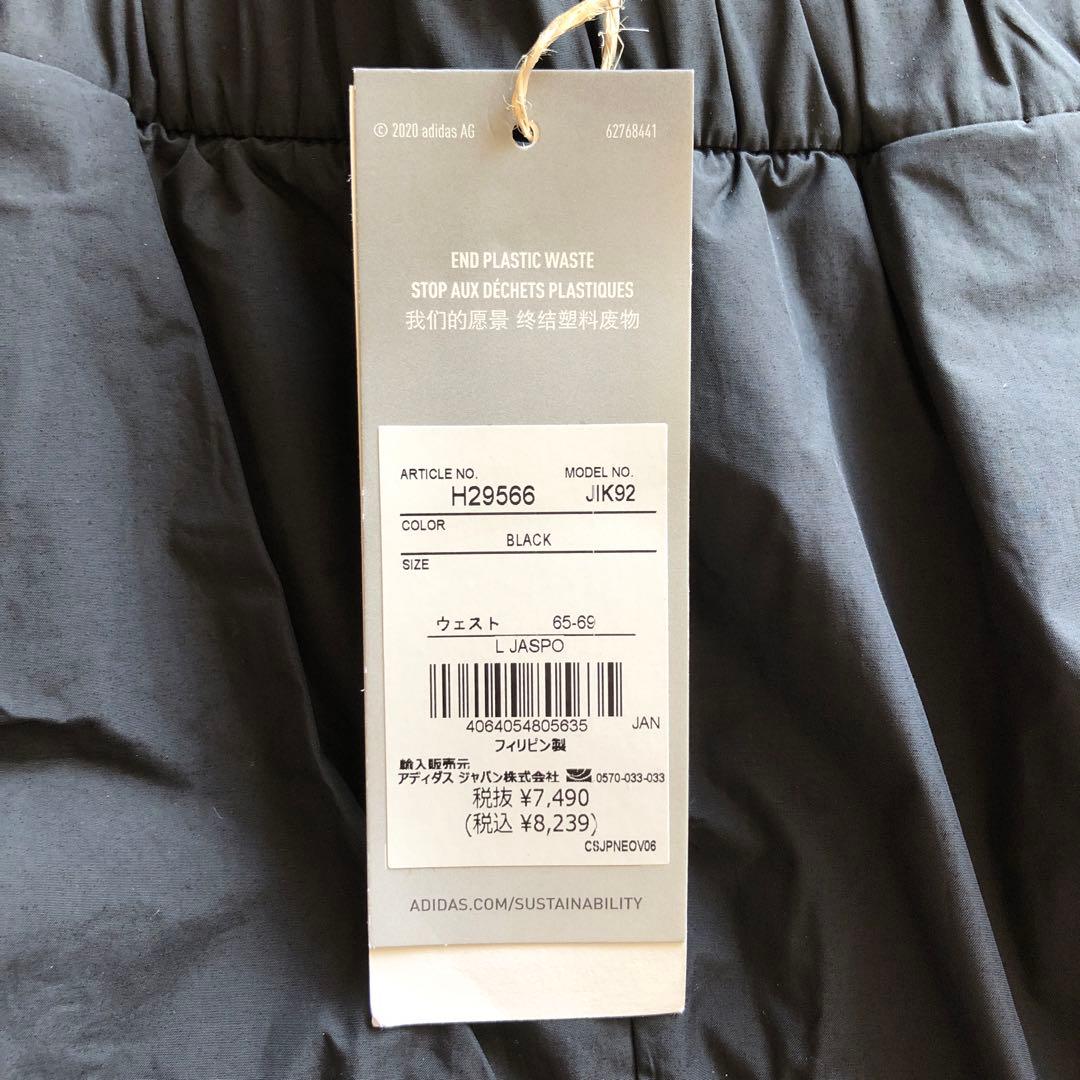 © 2020 adidas AG 62768441
END PLASTIC WASTE
STOP AUX DÉCHETS PLASTIQUES
我们的愿景 终结塑料废物
ARTICLE NO. MODEL NO.
H29566 JIK92
COLOR
BLACK
SIZE
ウェスト 65-69
L JASPO
4064054805635 JAN
フィリピン製
輸入販売元
アディダス ジャパン株式会社 0570-033-033
税抜 ¥7,490
(税込 ¥8,239)
CSJPNEOV06
ADIDAS.COM/SUSTAINABILITY